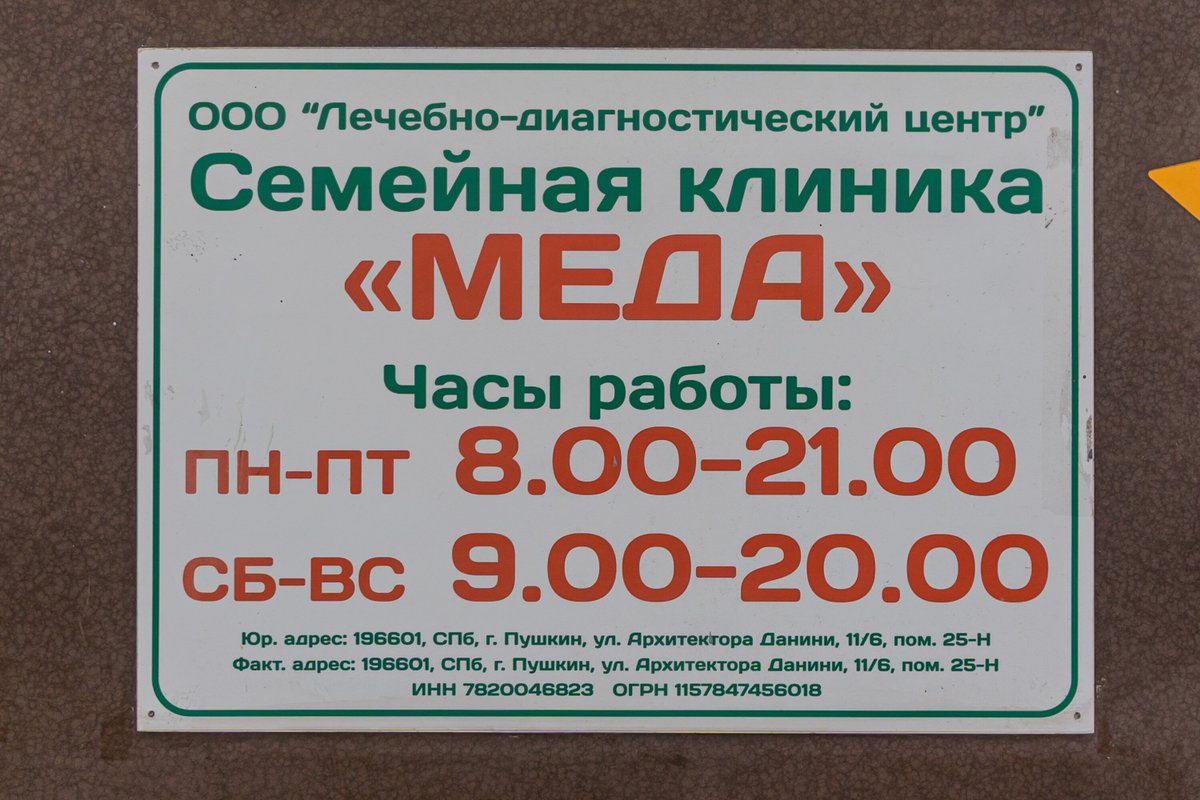 ООО “Лечебно-диагностический центр”
Семейная клиника
«МЕДА»
Часы работы:
ПН-ПТ 8.00-21.00
СБ-ВС 9.00-20.00
Юр. адрес: 196601, СПб, г. Пушкин, ул. Архитектора Данини, 11/6, пом. 25-Н
Факт. адрес: 196601, СПб, г. Пушкин, ул. Архитектора Данини, 11/6, пом. 25-Н
ИНН 7820046823 ОГРН 1157847456018